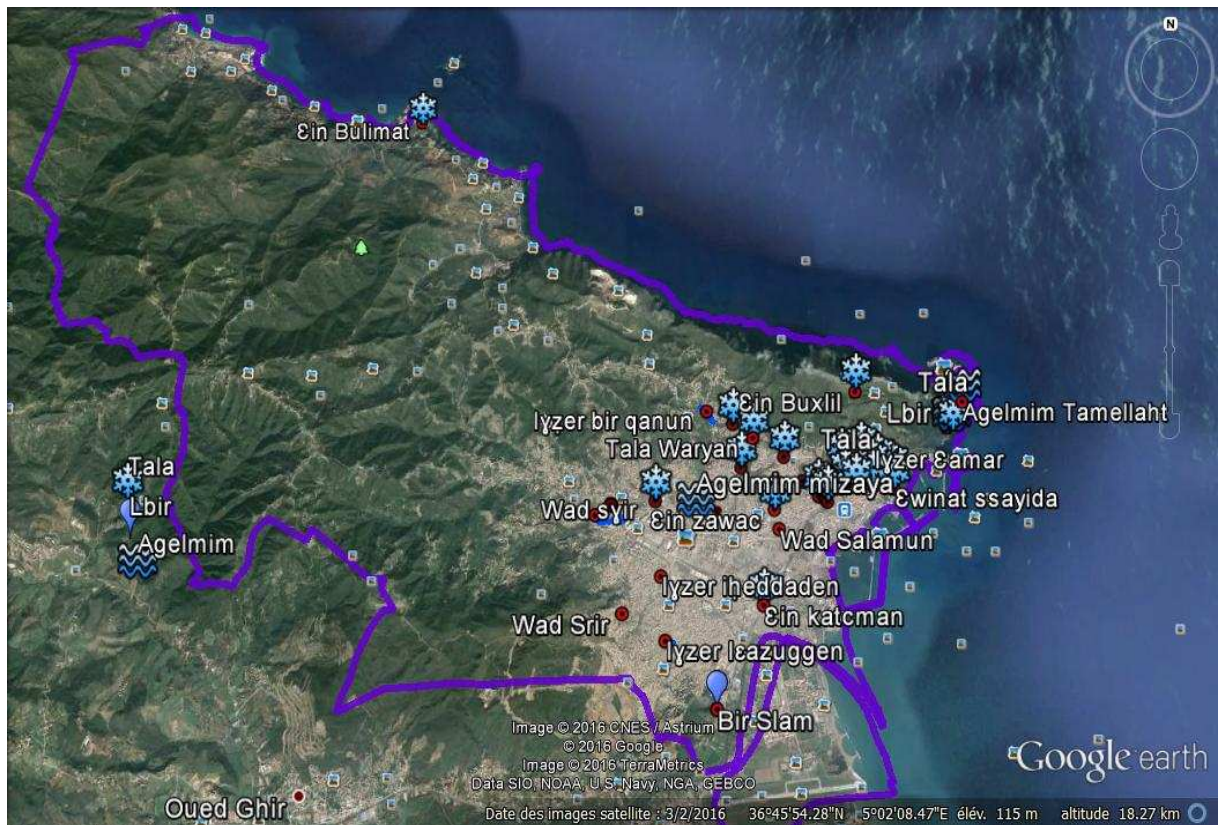 N
Ɛin Bulimat
Tala
Lbir
Agelmim Tamellaht
Ɛin Buxlil
Iɣzer bir qanun
Tala Waryañ
Tala
Iɣzer Ɛamar
Agelmim mizaya
Ɛwinat ssayida
Tala
Lbir
Agelmim
Wad sɣir
Ɛin zawac
Wad Salamun
Iɣzer iheddaden
Ɛin katcman
Wad Srir
Iɣzer lɛazuggen
Bir Slam
Image © 2016 CNES / Astrium
© 2016 Google
Image © 2016 TerraMetrics
Data SIO, NOAA, U.S. Navy, NGA, GEBCO
Google earth
Oued Ghir
Date des images satellite : 3/2/2016 36°45'54.28"N 5°02'08.47"E élév. 115 m altitude 18.27 km